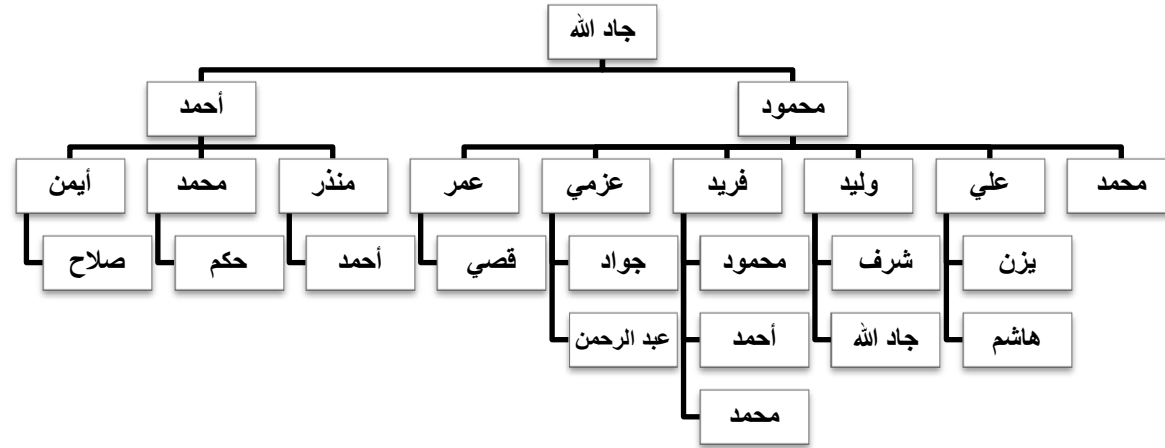 جاد الله
محمود
أحمد
محمد
علي
وليد
فريد
عزمي
عمر
منذر
محمد
أيمن
يزن
شرف
محمود
جواد
قصي
أحمد
حكم
صلاح
هاشم
جاد الله
أحمد
عبد الرحمن
محمد